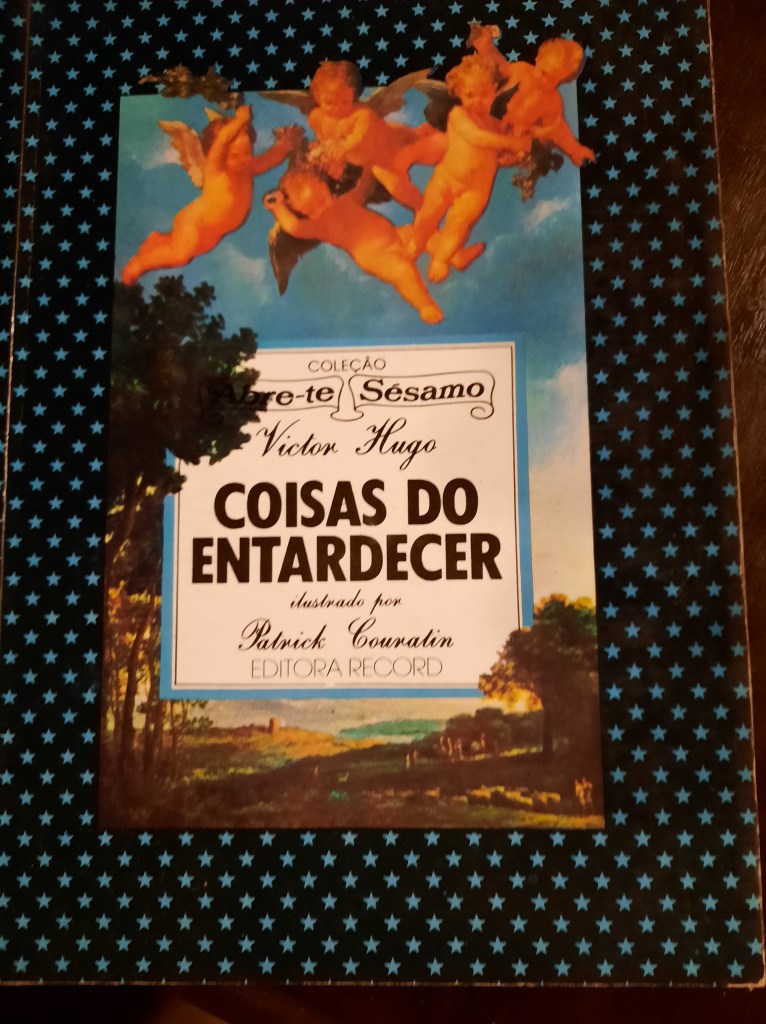 COLEÇÃO
Abre-te Sésamo
Victor Hugo
COISAS DO
ENTARDECER
ilustrado por
Patrick Couratin
EDITORA RECORD